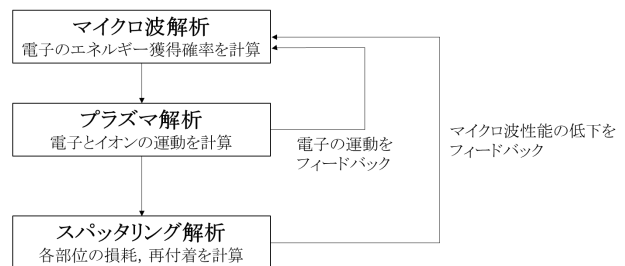 マイクロ波解析
電子のエネルギー獲得確率を計算
プラズマ解析
電子とイオンの運動を計算
電子の運動を
フィードバック
マイクロ波性能の低下を
フィードバック
スパッタリング解析
各部位の損耗, 再付着を計算